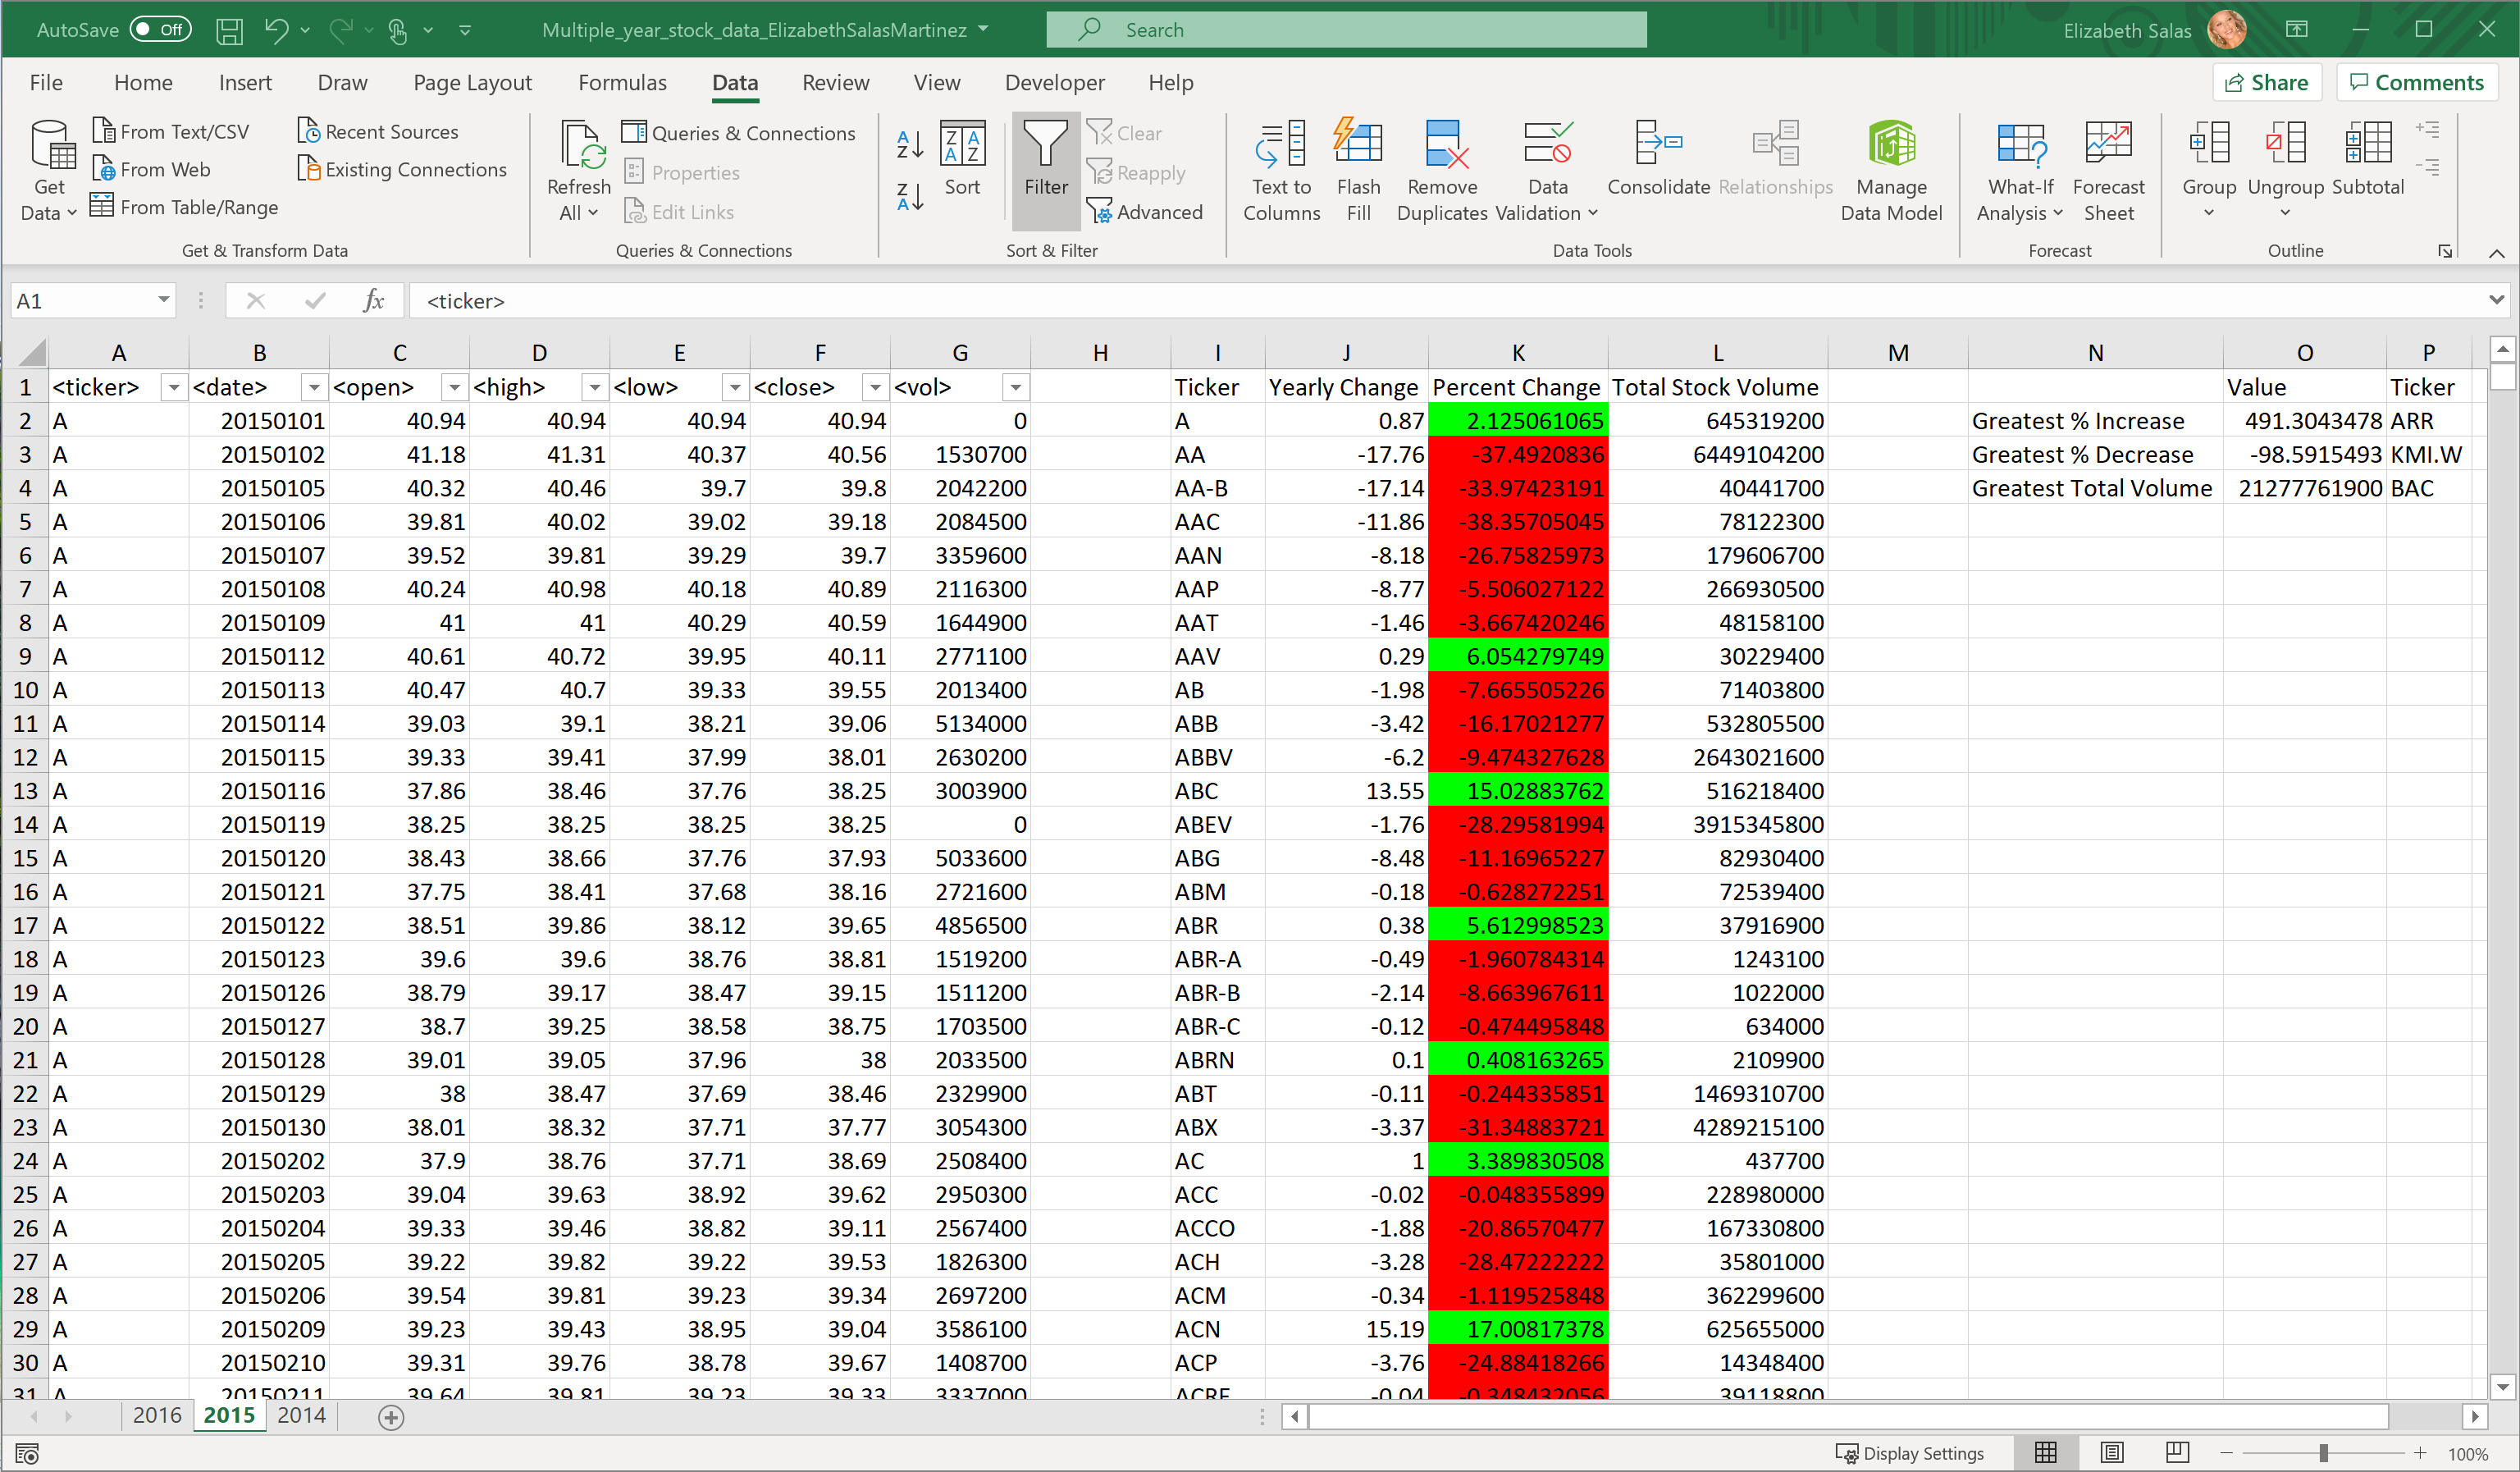 AutoSave Off Multiple_year_stock_data_ElizabethSalasMartinez Search Elizabeth Salas
File Home Insert Draw Page Layout Formulas Data Review View Developer Help Share Comments
Get Data
From Text/CSV
From Web
From Table/Range
Recent Sources
Existing Connections
Get & Transform Data
Refresh All
Queries & Connections
Properties
Edit Links
Queries & Connections
Sort
Filter
Clear
Reapply
Advanced
Sort & Filter
Text to Columns
Flash Fill
Remove Duplicates
Data Validation
Consolidate
Relationships
Manage Data Model
Data Tools
What-If Analysis
Forecast Sheet
Forecast
Group
Ungroup
Subtotal
Outline
A1 fx <ticker>
A B C D E F G H I J K L M N O P
1 <ticker> <date> <open> <high> <low> <close> <vol> Ticker Yearly Change Percent Change Total Stock Volume Value Ticker
2 A 20150101 40.94 40.94 40.94 40.94 0 A 0.87 2.125061065 645319200 Greatest % Increase 491.3043478 ARR
3 A 20150102 41.18 41.31 40.37 40.56 1530700 AA -17.76 -37.4920836 6449104200 Greatest % Decrease -98.5915493 KMI.W
4 A 20150105 40.32 40.46 39.7 39.8 2042200 AA-B -17.14 -33.97423191 40441700 Greatest Total Volume 21277761900 BAC
5 A 20150106 39.81 40.02 39.02 39.18 2084500 AAC -11.86 -38.35705045 78122300
6 A 20150107 39.52 39.81 39.29 39.7 3359600 AAN -8.18 -26.75825973 179606700
7 A 20150108 40.24 40.98 40.18 40.89 2116300 AAP -8.77 -5.506027122 266930500
8 A 20150109 41 41 40.29 40.59 1644900 AAT -1.46 -3.667420246 48158100
9 A 20150112 40.61 40.72 39.95 40.11 2771100 AAV 0.29 6.054279749 30229400
10 A 20150113 40.47 40.7 39.33 39.55 2013400 AB -1.98 -7.665505226 71403800
11 A 20150114 39.03 39.1 38.21 39.06 5134000 ABB -3.42 -16.17021277 532805500
12 A 20150115 39.33 39.41 37.99 38.01 2630200 ABBV -6.2 -9.474327628 2643021600
13 A 20150116 37.86 38.46 37.76 38.25 3003900 ABC 13.55 15.02883762 516218400
14 A 20150119 38.25 38.25 38.25 38.25 0 ABEV -1.76 -28.29581994 3915345800
15 A 20150120 38.43 38.66 37.76 37.93 5033600 ABG -8.48 -11.16965227 82930400
16 A 20150121 37.75 38.41 37.68 38.16 2721600 ABM -0.18 -0.628272251 72539400
17 A 20150122 38.51 39.86 38.12 39.65 4856500 ABR 0.38 5.612998523 37916900
18 A 20150123 39.6 39.6 38.76 38.81 1519200 ABR-A -0.49 -1.960784314 1243100
19 A 20150126 38.79 39.17 38.47 39.15 1511200 ABR-B -2.14 -8.663967611 1022000
20 A 20150127 38.7 39.25 38.58 38.75 1703500 ABR-C -0.12 -0.474495848 634000
21 A 20150128 39.01 39.05 37.96 38 2033500 ABRN 0.1 0.408163265 2109900
22 A 20150129 38 38.47 37.69 38.46 2329900 ABT -0.11 -0.244335851 1469310700
23 A 20150130 38.01 38.32 37.71 37.77 3054300 ABX -3.37 -31.34883721 4289215100
24 A 20150202 37.9 38.76 37.71 38.69 2508400 AC 1 3.389830508 437700
25 A 20150203 39.04 39.63 38.92 39.62 2950300 ACC -0.02 -0.048355899 228980000
26 A 20150204 39.33 39.46 38.82 39.11 2567400 ACCO -1.88 -20.86570477 167330800
27 A 20150205 39.22 39.82 39.22 39.53 1826300 ACH -3.28 -28.47222222 35801000
28 A 20150206 39.54 39.81 39.23 39.34 2697200 ACM -0.34 -1.119525848 362299600
29 A 20150209 39.23 39.43 38.95 39.04 3586100 ACN 15.19 17.00817378 625655000
30 A 20150210 39.31 39.76 38.78 39.67 1408700 ACP -3.76 -24.88418266 14348400
31 A 20150211 39.64 39.81 39.23 39.33 3337000 ACRE -0.04 -0.348432056 39118800
2016 2015 2014
Display Settings 100%